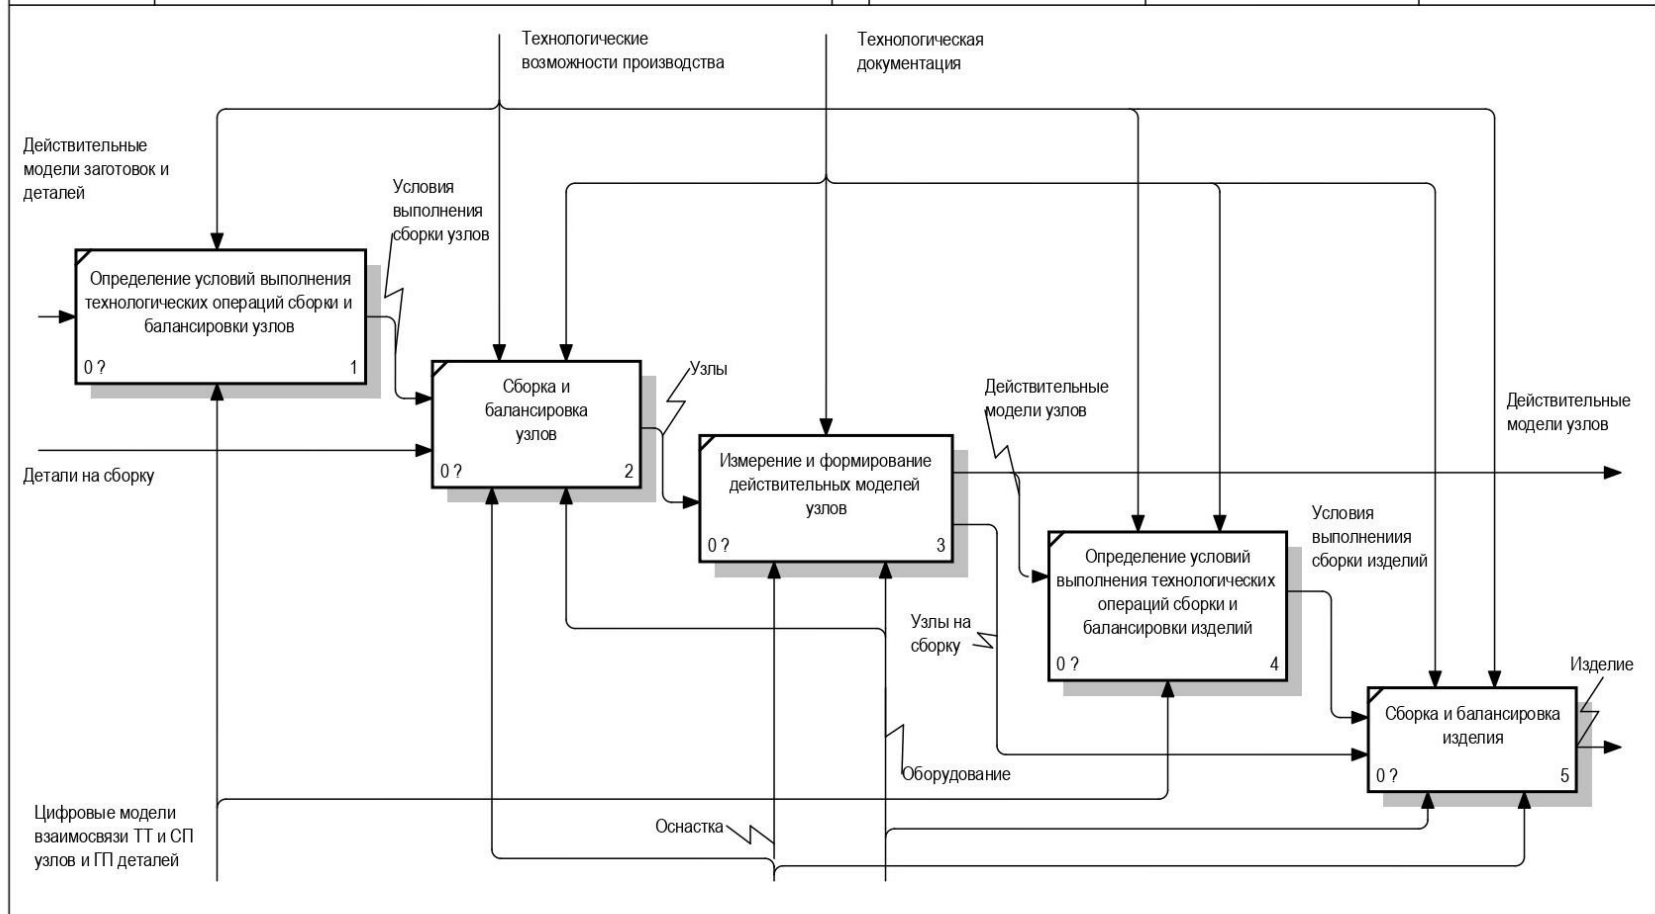 Технологические
возможности производства
Технологическая
документация
Действительные
модели заготовок и
деталей
Условия
выполнения
сборки узлов
Определение условий выполнения
технологических операций сборки и
балансировки узлов
0 ?
1
Сборка и
балансировка
узлов
0 ?
2
Узлы
Детали на сборку
Измерение и формирование
действительных моделей
узлов
0 ?
3
Действительные
модели узлов
Действительные
модели узлов
Определение условий
выполнения технологических
операций сборки и
балансировки изделий
0 ?
4
Условия
выполнениия
сборки изделий
Узлы на
сборку
Изделие
Сборка и балансировка
изделия
0 ?
5
Оборудование
Оснастка
Цифровые модели
взаимосвязи ТТ и СП
узлов и ГП деталей